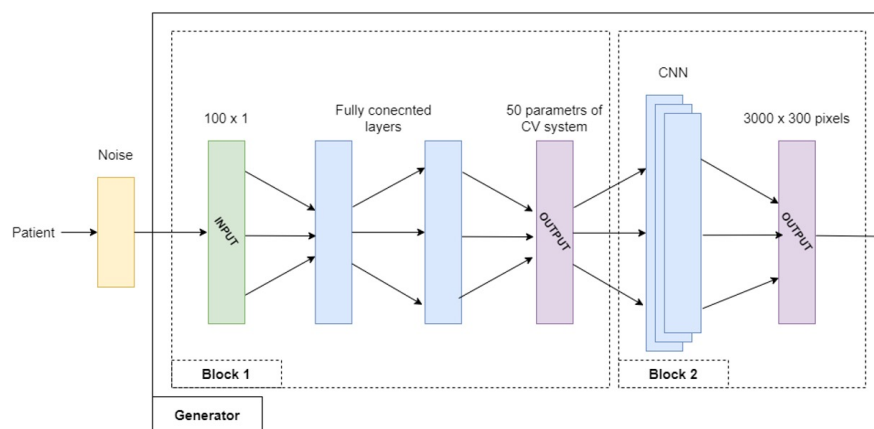 Patient
Noise
100 x 1
INPUT
Fully conecnted
layers
50 parametrs of
CV system
OUTPUT
Block 1
CNN
3000 x 300 pixels
OUTPUT
Block 2
Generator